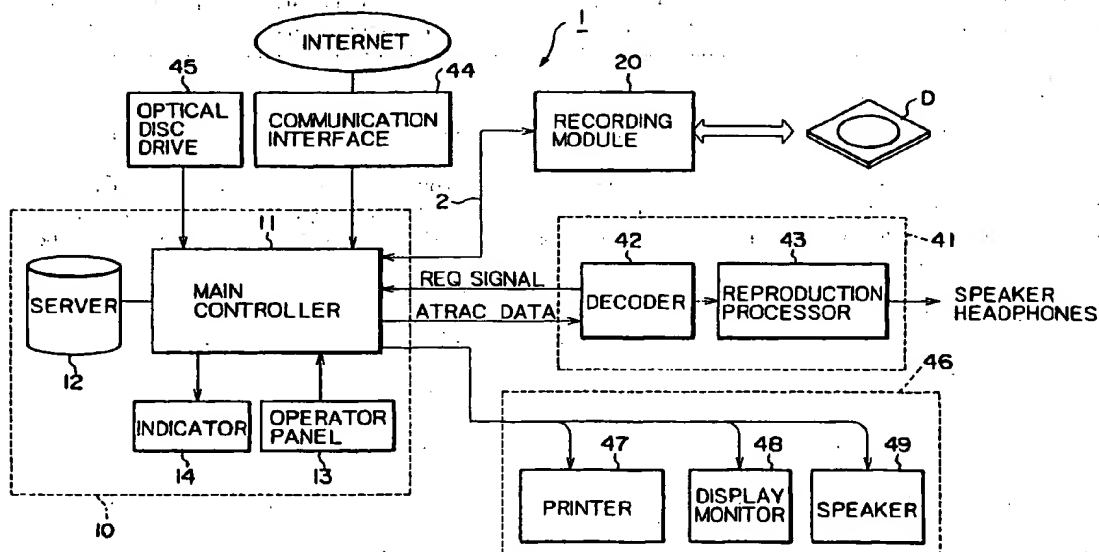 INTERNET
1
45
44
20
D
OPTICAL
DISC
DRIVE
COMMUNICATION
INTERFACE
RECORDING
MODULE
2
11
41
42
43
SERVER
MAIN
CONTROLLER
REQ SIGNAL
ATRAC DATA
DECODER
REPRODUCTION
PROCESSOR
SPEAKER
HEADPHONES
12
46
INDICATOR
OPERATOR
PANEL
14
13
47
48
49
PRINTER
DISPLAY
MONITOR
SPEAKER
10